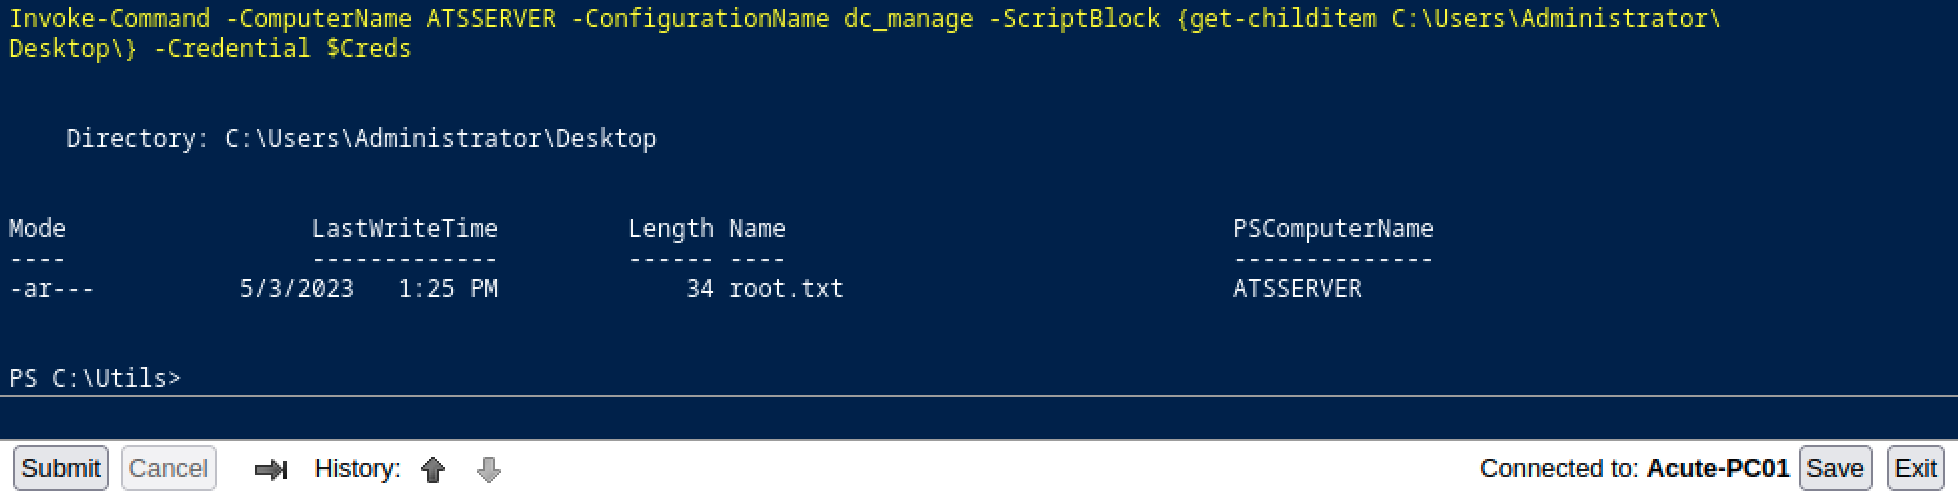 Invoke-Command -ComputerName ATSSERVER -ConfigurationName dc_manage -ScriptBlock {get-childitem C:\Users\Administrator\
Desktop\} -Credential $Creds
Directory: C:\Users\Administrator\Desktop
Mode LastWriteTime Length Name PSComputerName
---- ------------- ------ ---- --------------
-ar--- 5/3/2023 1:25 PM 34 root.txt ATSSERVER
PS C:\Utils>
Submit Cancel History: Connected to: Acute-PC01 Save Exit